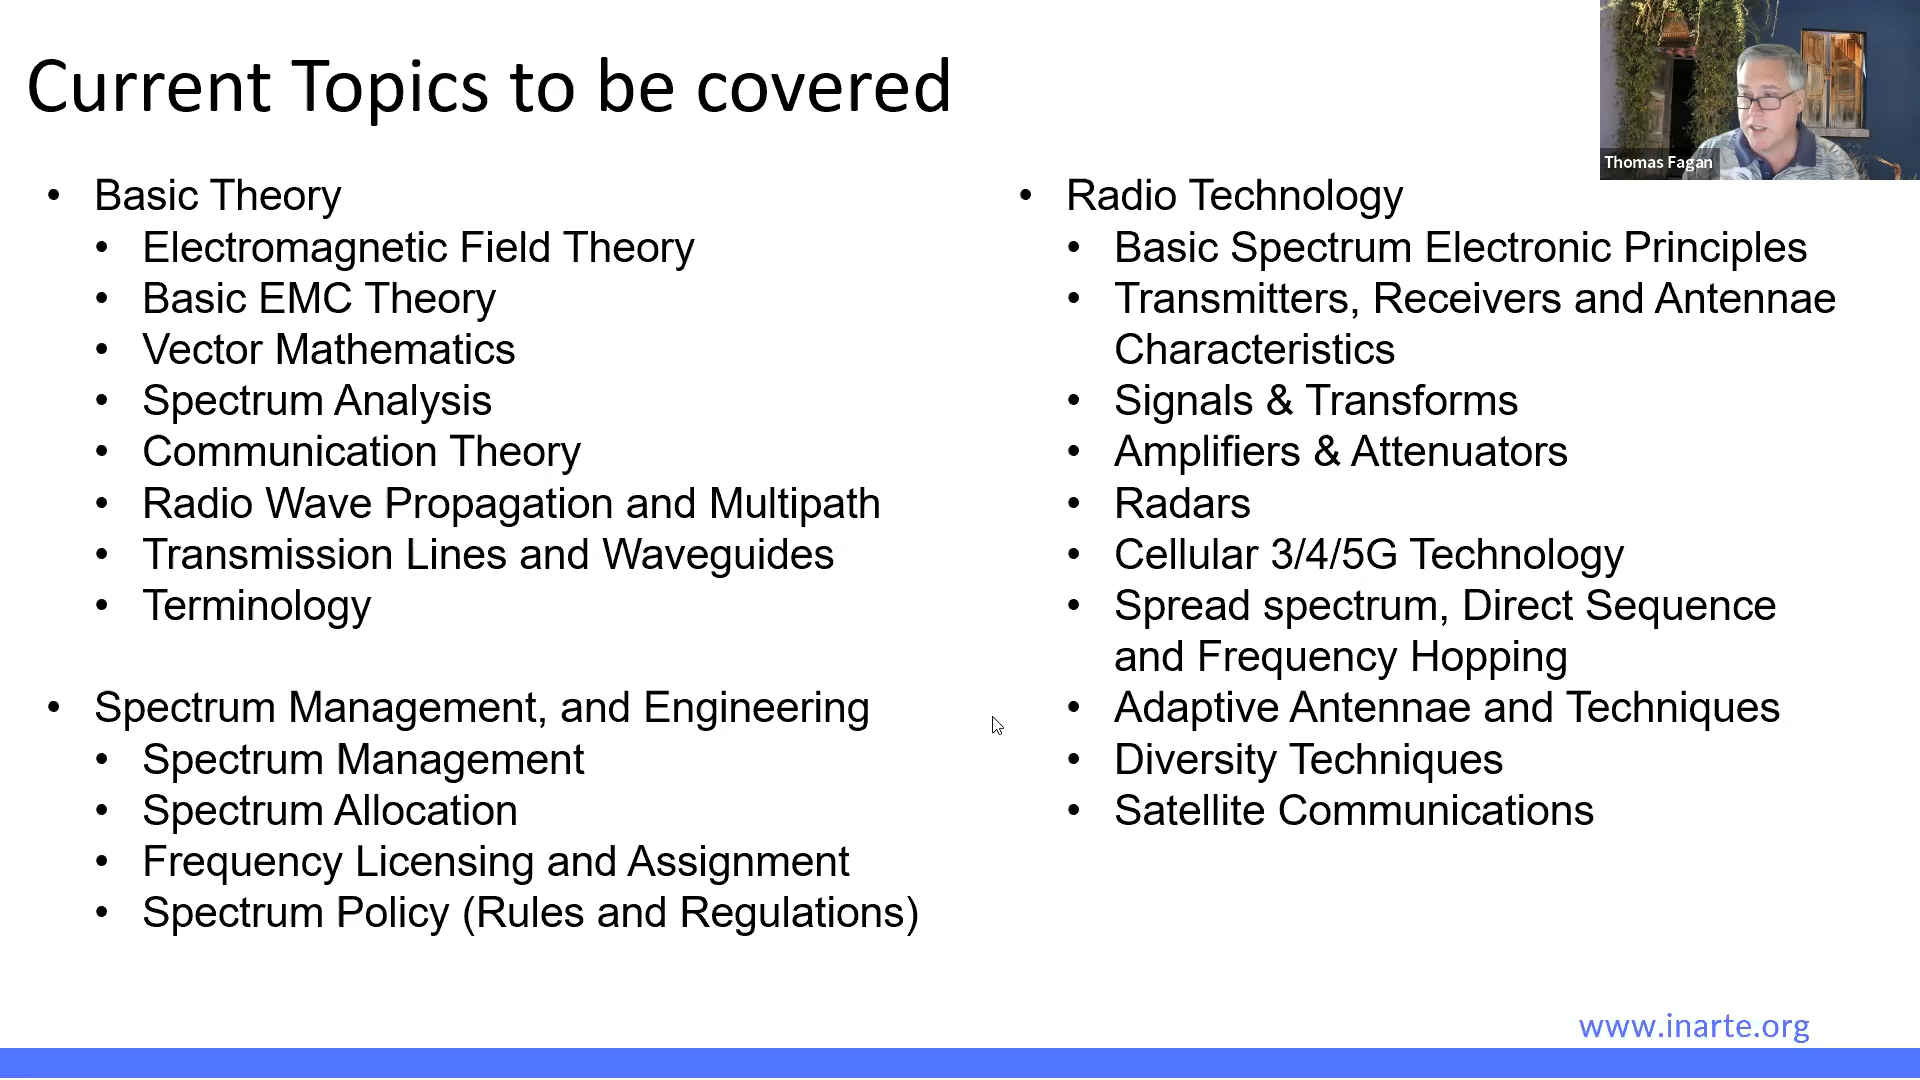 Current Topics to be covered
Thomas Fagan
• Basic Theory
• Electromagnetic Field Theory
• Basic EMC Theory
• Vector Mathematics
• Spectrum Analysis
• Communication Theory
• Radio Wave Propagation and Multipath
• Transmission Lines and Waveguides
• Terminology
• Spectrum Management, and Engineering
• Spectrum Management
• Spectrum Allocation
• Frequency Licensing and Assignment
• Spectrum Policy (Rules and Regulations)
• Radio Technology
• Basic Spectrum Electronic Principles
• Transmitters, Receivers and Antennae
Characteristics
• Signals & Transforms
• Amplifiers & Attenuators
• Radars
• Cellular 3/4/5G Technology
• Spread spectrum, Direct Sequence
and Frequency Hopping
• Adaptive Antennae and Techniques
• Diversity Techniques
• Satellite Communications
www.inarte.org